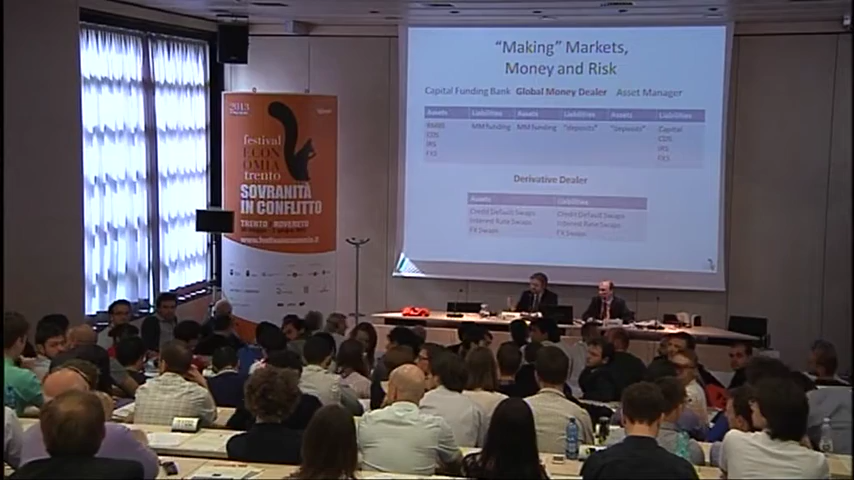 "Making" Markets,
Money and Risk
Capital Funding Bank Global Money Dealer Asset Manager
Assets Liabilities Assets Liabilities Assets Liabilities
RMBS MM funding MM funding "deposits" "deposits" Capital
CDS CDS
IRS IRS
FXS FXS
Derivative Dealer
Assets Liabilities
Credit Default Swaps Credit Default Swaps
Interest Rate Swaps Interest Rate Swaps
FX Swaps FX Swaps
2013
festival
ECON
OMIA
trento
SOVRANITÀ
IN CONFLITTO
TRENTO ROVERETO